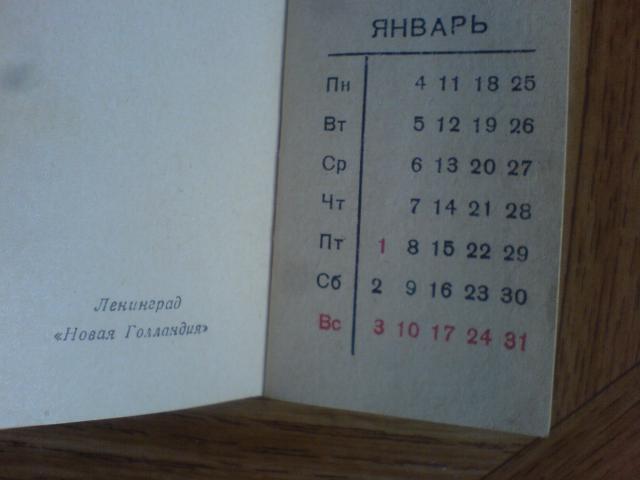 Ленинград
«Новая Голландия»
ЯНВАРЬ
Пн 4 11 18 25
Вт 5 12 19 26
Ср 6 13 20 27
Чт 7 14 21 28
Пт 1 8 15 22 29
Сб 2 9 16 23 30
Вс 3 10 17 24 31